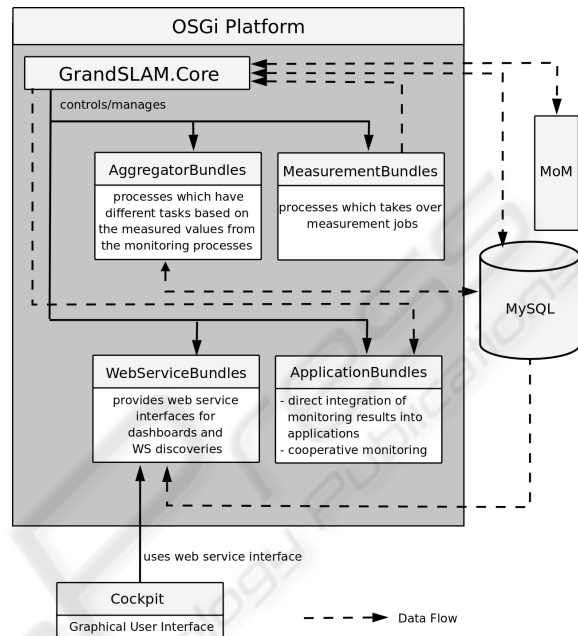 OSGi Platform
GrandSLAM.Core
controls/manages
AggregatorBundles
processes which have
different tasks based on
the measured values from
the monitoring processes
MeasurementBundles
processes which takes over
measurement jobs
MoM
MySQL
WebServiceBundles
provides web service
interfaces for
dashboards and
WS discoveries
ApplicationBundles
- direct integration of
monitoring results into
applications
- cooperative monitoring
uses web service interface
Cockpit
Graphical User Interface
Data Flow